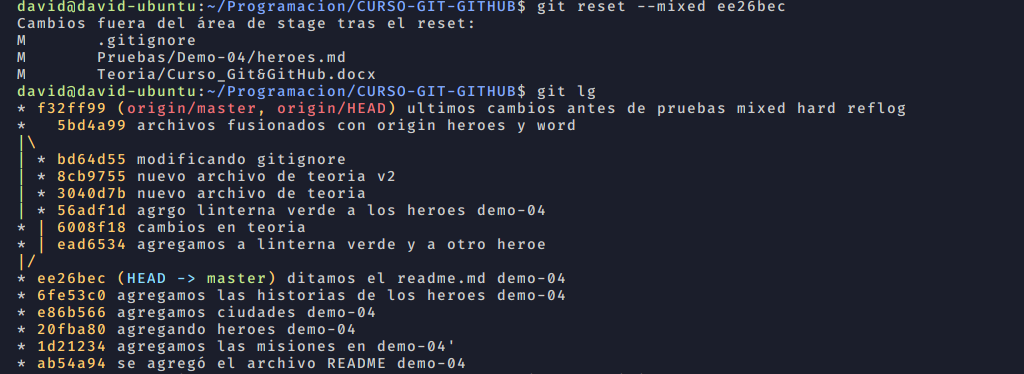 david@david-ubuntu:~/Programacion/CURSO-GIT-GITHUB$ git reset --mixed ee26bec
Cambios fuera del área de stage tras el reset:
M       .gitignore
M       Pruebas/Demo-04/heroes.md
M       Teoria/Curso_Git&GitHub.docx
david@david-ubuntu:~/Programacion/CURSO-GIT-GITHUB$ git lg
* f32ff99 (origin/master, origin/HEAD) ultimos cambios antes de pruebas mixed hard reflog
*   5bd4a99 archivos fusionados con origin heroes y word
|\
| * bd64d55 modificando gitignore
| * 8cb9755 nuevo archivo de teoria v2
| * 3040d7b nuevo archivo de teoria
| * 56adf1d agrgo linterna verde a los heroes demo-04
* | 6008f18 cambios en teoria
* | ead6534 agregamos a linterna verde y a otro heroe
|/
* ee26bec (HEAD -> master) ditamos el readme.md demo-04
* 6fe53c0 agregamos las historias de los heroes demo-04
* e86b566 agregamos ciudades demo-04
* 20fba80 agregando heroes demo-04
* 1d21234 agregamos las misiones en demo-04'
* ab54a94 se agregó el archivo README demo-04